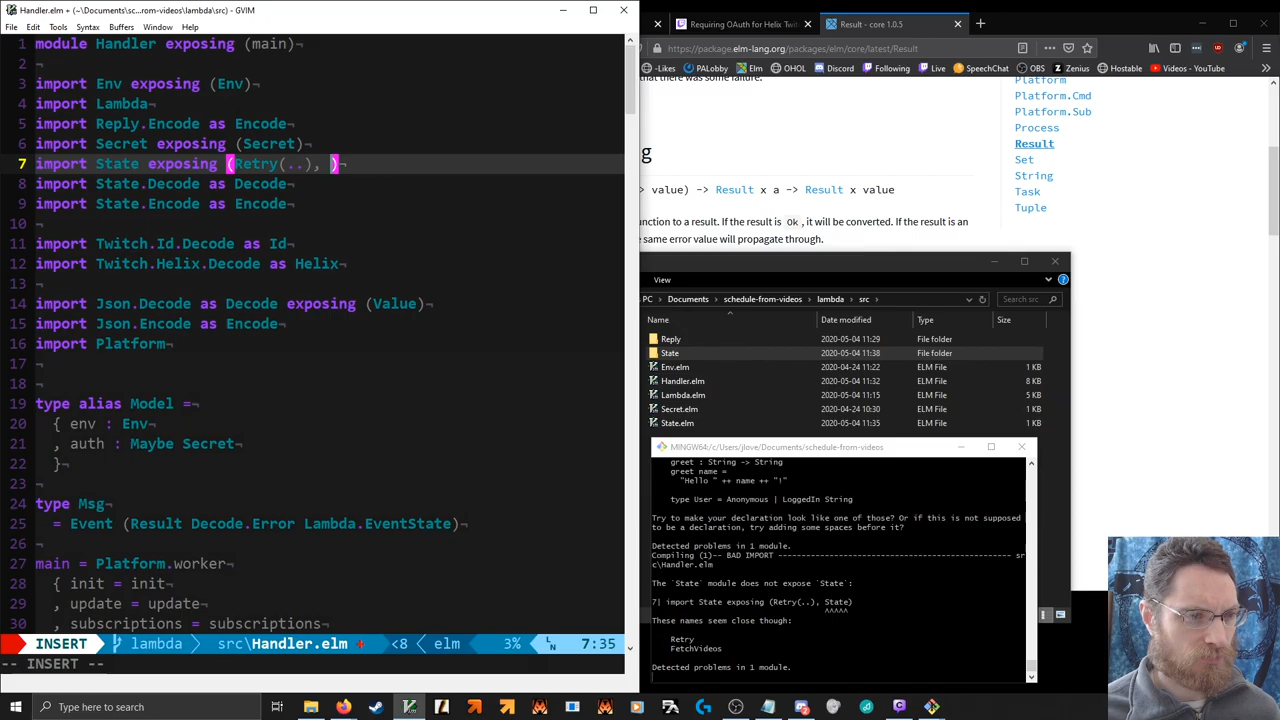 Handler.elm + (~\Documents\sc...rom-videos\lambda\src) - GVIM
File Edit Tools Syntax Buffers Window Help
1 module Handler exposing (main)¬
2 ¬
3 import Env exposing (Env)¬
4 import Lambda¬
5 import Reply.Encode as Encode¬
6 import Secret exposing (Secret)¬
7 import State exposing (Retry(..), )¬
8 import State.Decode as Decode¬
9 import State.Encode as Encode¬
10 ¬
11 import Twitch.Id.Decode as Id¬
12 import Twitch.Helix.Decode as Helix¬
13 ¬
14 import Json.Decode as Decode exposing (Value)¬
15 import Json.Encode as Encode¬
16 import Platform¬
17 ¬
18 ¬
19 type alias Model =¬
20 { env : Env¬
21 , auth : Maybe Secret¬
22 }¬
23 ¬
24 type Msg¬
25 = Event (Result Decode.Error Lambda.EventState)¬
26 ¬
27 main = Platform.worker¬
28 { init = init¬
29 , update = update¬
30 , subscriptions = subscriptions¬
INSERT lambda src\Handler.elm + <8 elm 3% LN 7:35
-- INSERT --
Requiring OAuth for Helix Twit
Result - core 1.0.5
https://package.elm-lang.org/packages/elm/core/latest/Result
-Likes PALobby Elm OHOL Discord Following Live SpeechChat OBS Zenius Hostable Videos - YouTube
that there was some failure.
g
> value) -> Result x a -> Result x value
unction to a result. If the result is Ok, it will be converted. If the result is an
e same error value will propagate through.
Platform
Platform.Cmd
Platform.Sub
Process
Result
Set
String
Task
Tuple
View
PC Documents schedule-from-videos lambda src Search src
Name Date modified Type Size
Reply 2020-05-04 11:29 File folder
State 2020-05-04 11:38 File folder
Env.elm 2020-04-24 11:22 ELM File 1 KB
Handler.elm 2020-05-04 11:32 ELM File 8 KB
Lambda.elm 2020-05-04 11:15 ELM File 5 KB
Secret.elm 2020-04-24 10:30 ELM File 1 KB
State.elm 2020-05-04 11:35 ELM File 1 KB
MINGW64:/c/Users/jlove/Documents/schedule-from-videos
greet : String -> String
greet name =
"Hello " ++ name ++ "!"
type User = Anonymous | LoggedIn String
Try to make your declaration look like one of those? Or if this is not supposed
to be a declaration, try adding some spaces before it?
Detected problems in 1 module.
Compiling (1)-- BAD IMPORT --------------------------------------------- sr
c\Handler.elm
The `State` module does not expose `State`:
7| import State exposing (Retry(..), State)
^^^^^
These names seem close though:
Retry
FetchVideos
Detected problems in 1 module.
Type here to search